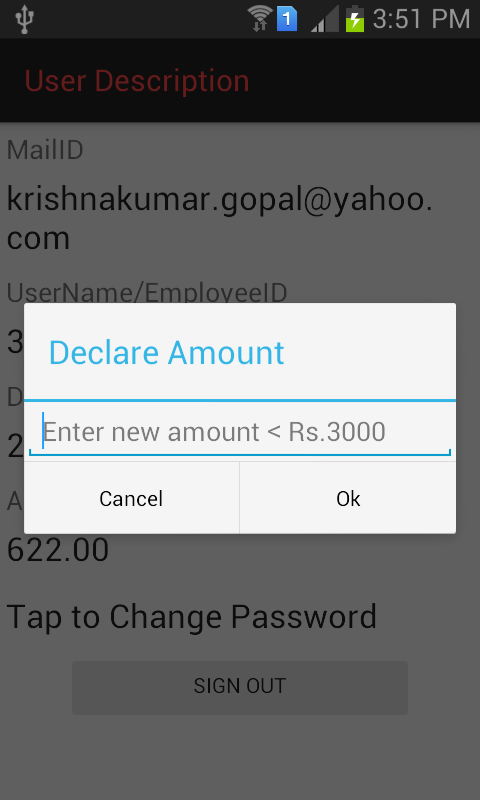 1 3:51 PM
User Description
MailID
krishnakumar.gopal@yahoo.
com
UserName/EmployeeID
3
Declare Amount
D
2
Enter new amount < Rs.3000
A
Cancel Ok
622.00
Tap to Change Password
SIGN OUT